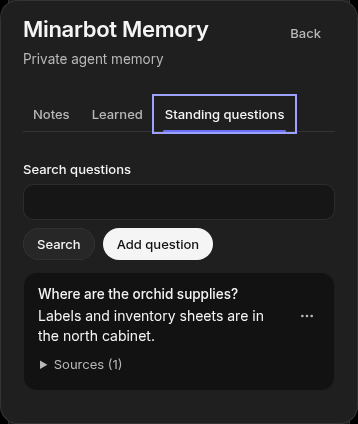 Minarbot Memory
Back
Private agent memory
Notes
Learned
Standing questions
Search questions
Search
Add question
Where are the orchid supplies?
Labels and inventory sheets are in
the north cabinet.
Sources (1)